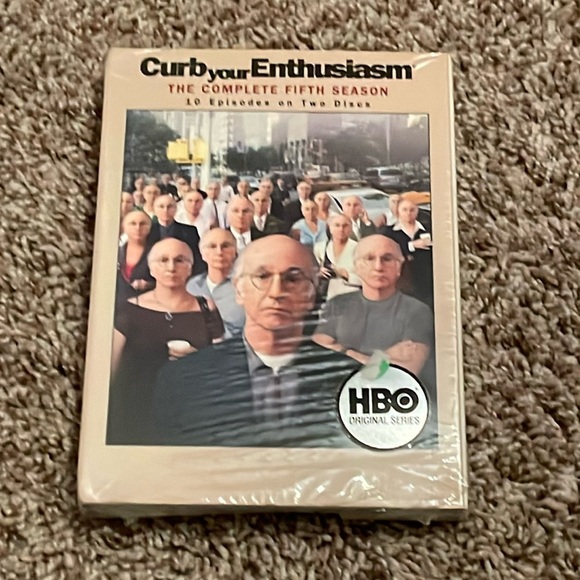 Curb your Enthusiasm
THE COMPLETE FIFTH SEASON
10 Episodes on Two Discs
HBO
ORIGINAL SERIES